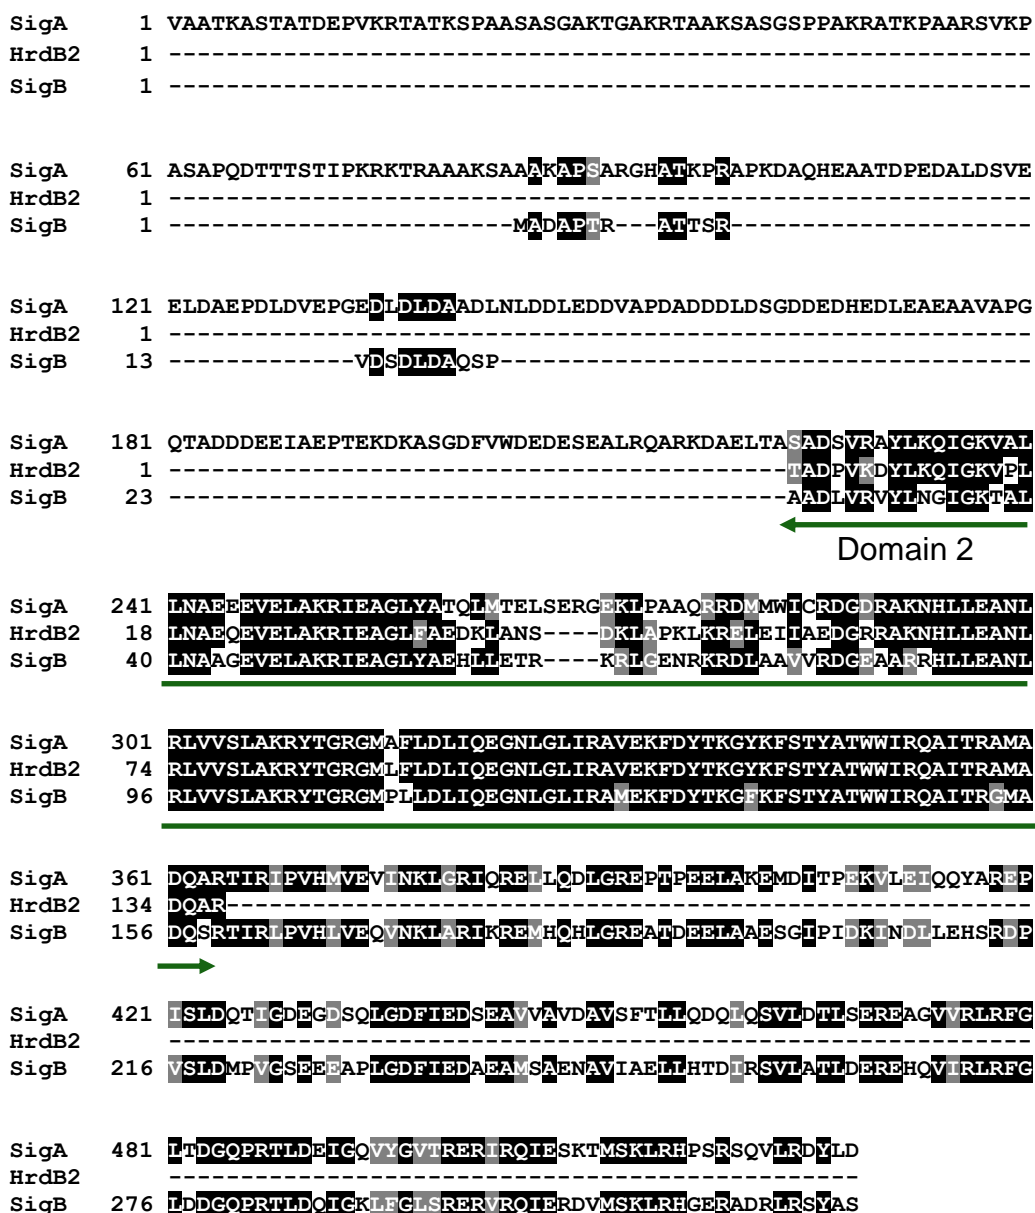 SigA 1 VAATKASTATDEPVKRTATKSPAASASGAKTGAKRTAAKSASGSPPAKRATKPAARSVKP
HrdB2 1 ------------------------------------------------------------
SigB 1 ------------------------------------------------------------
SigA 61 ASAPQDTTTSTIPKRKTRAAAKSAAAKAPSARGHATKPRAPKDAQHEAATDPEDALDSVE
HrdB2 1 ------------------------------------------------------------
SigB 1 ------------------------MADAPTR---ATTSR---------------------
SigA 121 ELDAEPDLDVEPGEDLDLDAADLNLDDLEDDVAPDADDDLDSGDDEDHEDLEAEAAVAPG
HrdB2 1 ------------------------------------------------------------
SigB 13 -------------VDSDLDAQSP-------------------------------------
SigA 181 QTADDDEEIAEPTEKDKASGDFVWDEDESEALRQARKDAELTASADSVRAYLKQIGKVAL
HrdB2 1 -------------------------------------------TADPVKDYLKQIGKVPL
SigB 23 -------------------------------------------AADLVRVYLNGIGKTAL
Domain 2
SigA 241 LNAEEEVELAKRIEAGLYATQLMTELSERGEKLPAAQRRDMMWICRDGDRAKNHLLEANL
HrdB2 18 LNAEQEVELAKRIEAGLFAEDKLANS----DKLAPKLKRELEIIAEDGRRAKNHLLEANL
SigB 40 LNAAGEVELAKRIEAGLYAEHLLETR----KRLGENRKRDLAAVVRDGEAARRHLLEANL
SigA 301 RLVVSLAKRYTGRGMAFLDLIQEGNLGLIRAVEKFDYTKGYKFSTYATWWIRQAITRAMA
HrdB2 74 RLVVSLAKRYTGRGMLFLDLIQEGNLGLIRAVEKFDYTKGYKFSTYATWWIRQAITRAMA
SigB 96 RLVVSLAKRYTGRGMPLLDLIQEGNLGLIRAMEKFDYTKGFKFSTYATWWIRQAITRGMA
SigA 361 DQARTIRIPVHMVEVINKLGRIQRELLQDLGREPTPEELAKEMDITPEKVLEIQQYAREP
HrdB2 134 DQAR--------------------------------------------------------
SigB 156 DQSRTIRLPVHLVEQVNKLARIKREMHQHLGREATDEELAAESGIPIDKINDLLEHSRDP
SigA 421 ISLDQTIGDEGDSQLGDFIEDSEAVVAVDAVSFTLLQDQLQSVLDTLSEREAGVVRLRFG
HrdB2 ------------------------------------------------------------
SigB 216 VSLDMPVGSEEEAPLGDFIEDAEAMSAENAVIAELLHTDIRSVLATLDEREHQVIRLRFG
SigA 481 LTDGQPRTLDEIGQVYGVTRERIRQIESKTMSKLRHPSRSQVLRDYLD
HrdB2 ------------------------------------------------
SigB 276 LDDGQPRTLDQIGKLFGLSRERVRQIERDVMSKLRHGERADRLRSYAS